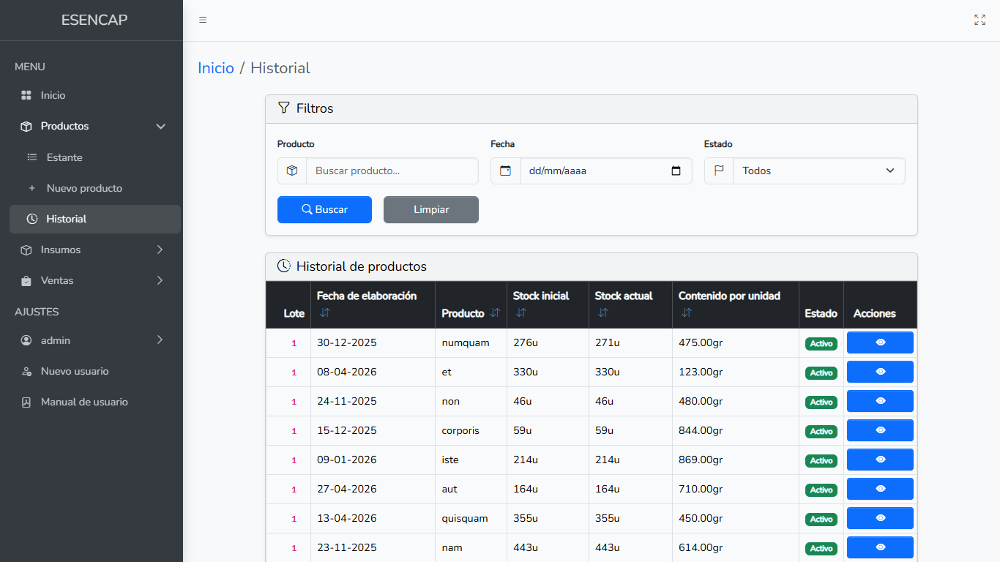 ESENCAP
MENU
Inicio
Productos
Estante
+ Nuevo producto
Historial
Insumos
Ventas
AJUSTES
admin
Nuevo usuario
Manual de usuario
Inicio / Historial
Filtros
Producto Fecha Estado
Buscar producto... dd/mm/aaaa Todos
Buscar Limpiar
Historial de productos
Lote Fecha de elaboración Producto Stock inicial Stock actual Contenido por unidad Estado Acciones
1 30-12-2025 numquam 276u 271u 475.00gr Activo
1 08-04-2026 et 330u 330u 123.00gr Activo
1 24-11-2025 non 46u 46u 480.00gr Activo
1 15-12-2025 corporis 59u 59u 844.00gr Activo
1 09-01-2026 iste 214u 214u 869.00gr Activo
1 27-04-2026 aut 164u 164u 710.00gr Activo
1 13-04-2026 quisquam 355u 355u 450.00gr Activo
1 23-11-2025 nam 443u 443u 614.00gr Activo